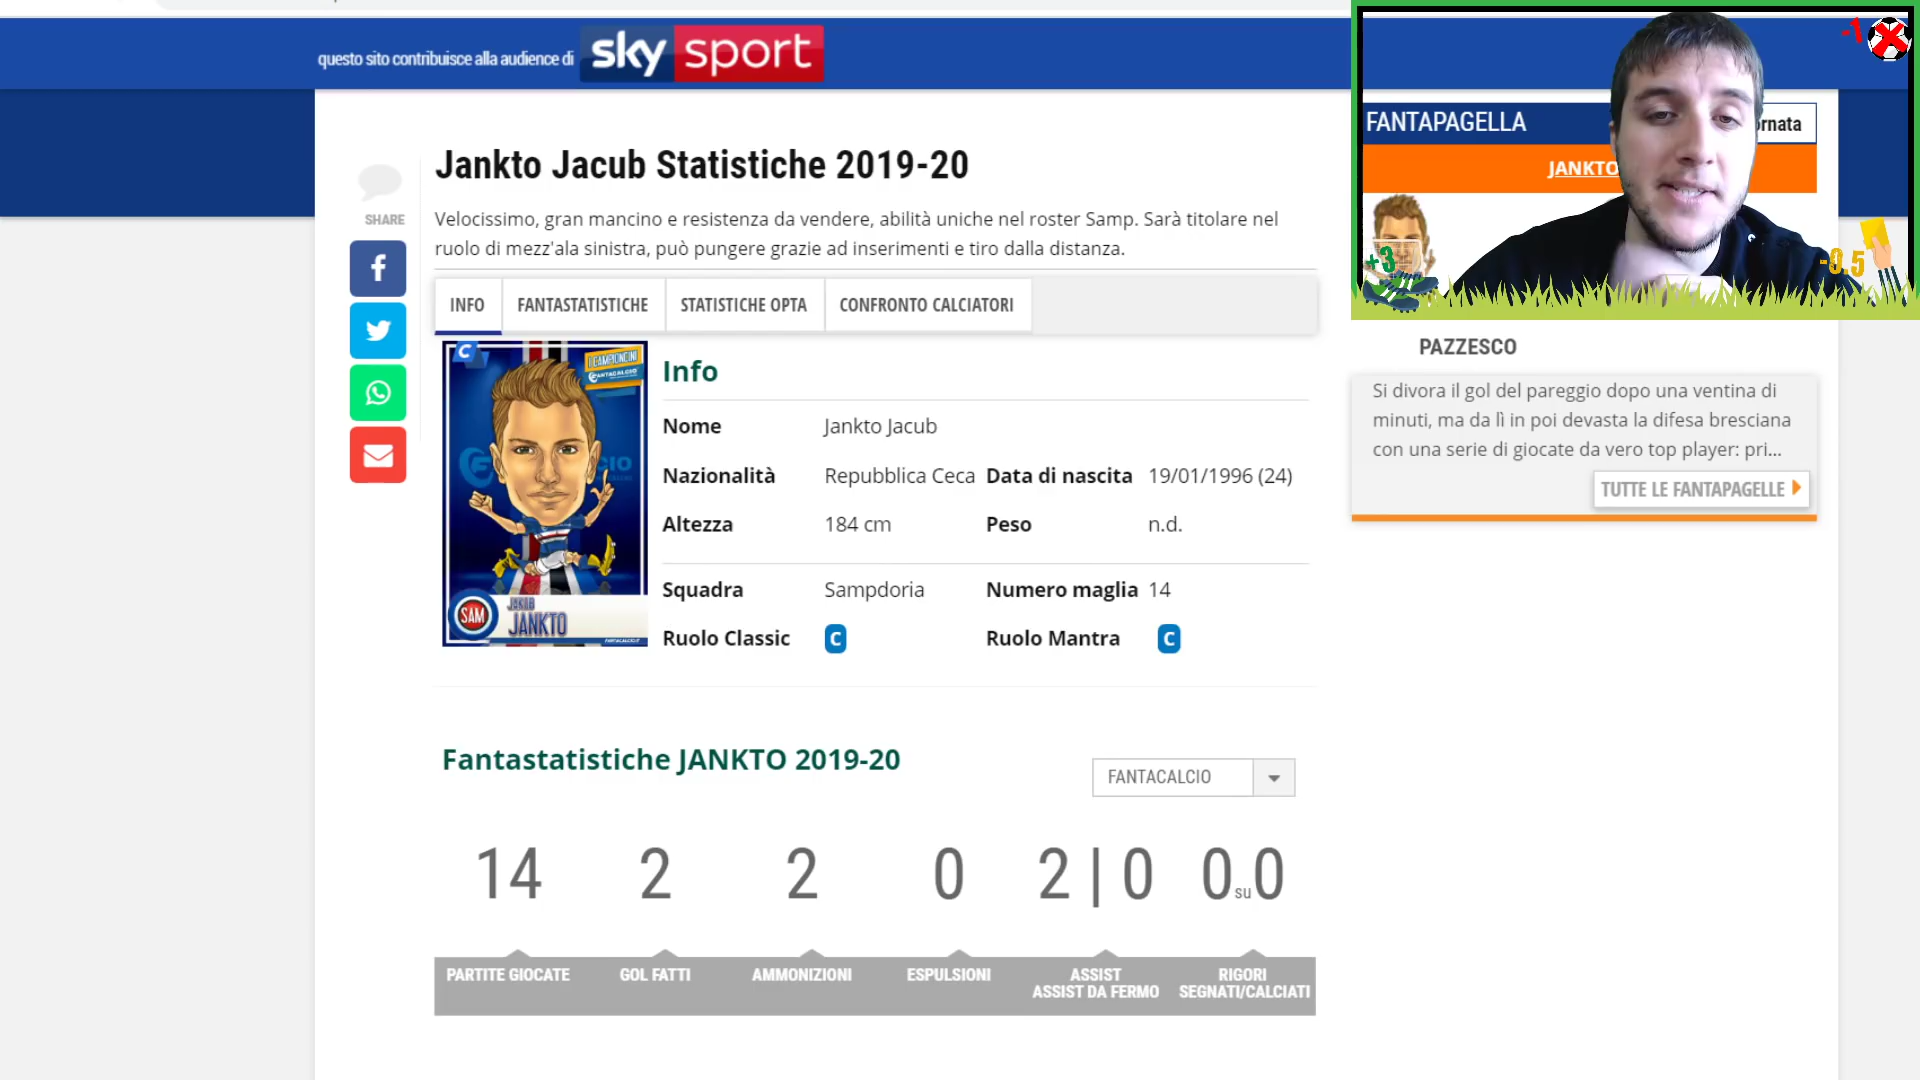 questo sito contribuisce alla audience di sky sport
Jankto Jacub Statistiche 2019-20
Velocissimo, gran mancino e resistenza da vendere, abilità uniche nel roster Samp. Sarà titolare nel
ruolo di mezz'ala sinistra, può pungere grazie ad inserimenti e tiro dalla distanza.
SHARE
INFO FANTASTATISTICHE STATISTICHE OPTA CONFRONTO CALCIATORI
C
I CAMPIONCINI
FANTACALCIO
SAM
JAKUB
JANKTO
FANTACALCIO.IT
Info
Nome Jankto Jacub
Nazionalità Repubblica Ceca Data di nascita 19/01/1996 (24)
Altezza 184 cm Peso n.d.
Squadra Sampdoria Numero maglia 14
Ruolo Classic C Ruolo Mantra C
Fantastatistiche JANKTO 2019-20
FANTACALCIO
14 2 2 0 2 | 0 0 su 0
PARTITE GIOCATE GOL FATTI AMMONIZIONI ESPULSIONI ASSIST RIGORI
ASSIST DA FERMO SEGNATI/CALCIATI
-1
FANTAPAGELLA
JANKTO
+3
-0.5
PAZZESCO
Si divora il gol del pareggio dopo una ventina di
minuti, ma da lì in poi devasta la difesa bresciana
con una serie di giocate da vero top player: pri...
TUTTE LE FANTAPAGELLE